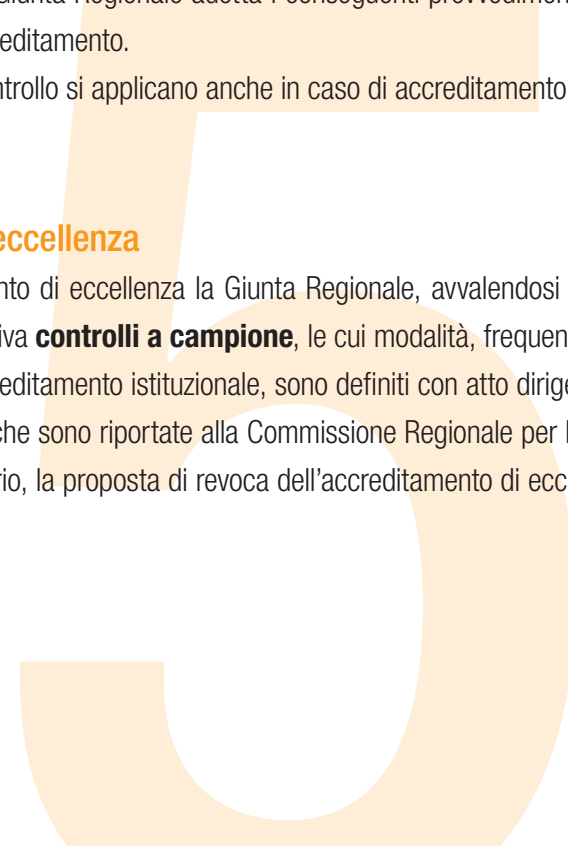 Giunta Regionale adotta i conseguenti provvedimen
editamento.
ntrollo si applicano anche in caso di accreditamento
eccellenza
nto di eccellenza la Giunta Regionale, avvalendosi
iva controlli a campione, le cui modalità, frequen
editamento istituzionale, sono definiti con atto dirige
che sono riportate alla Commissione Regionale per l
rio, la proposta di revoca dell’accreditamento di ecc
5